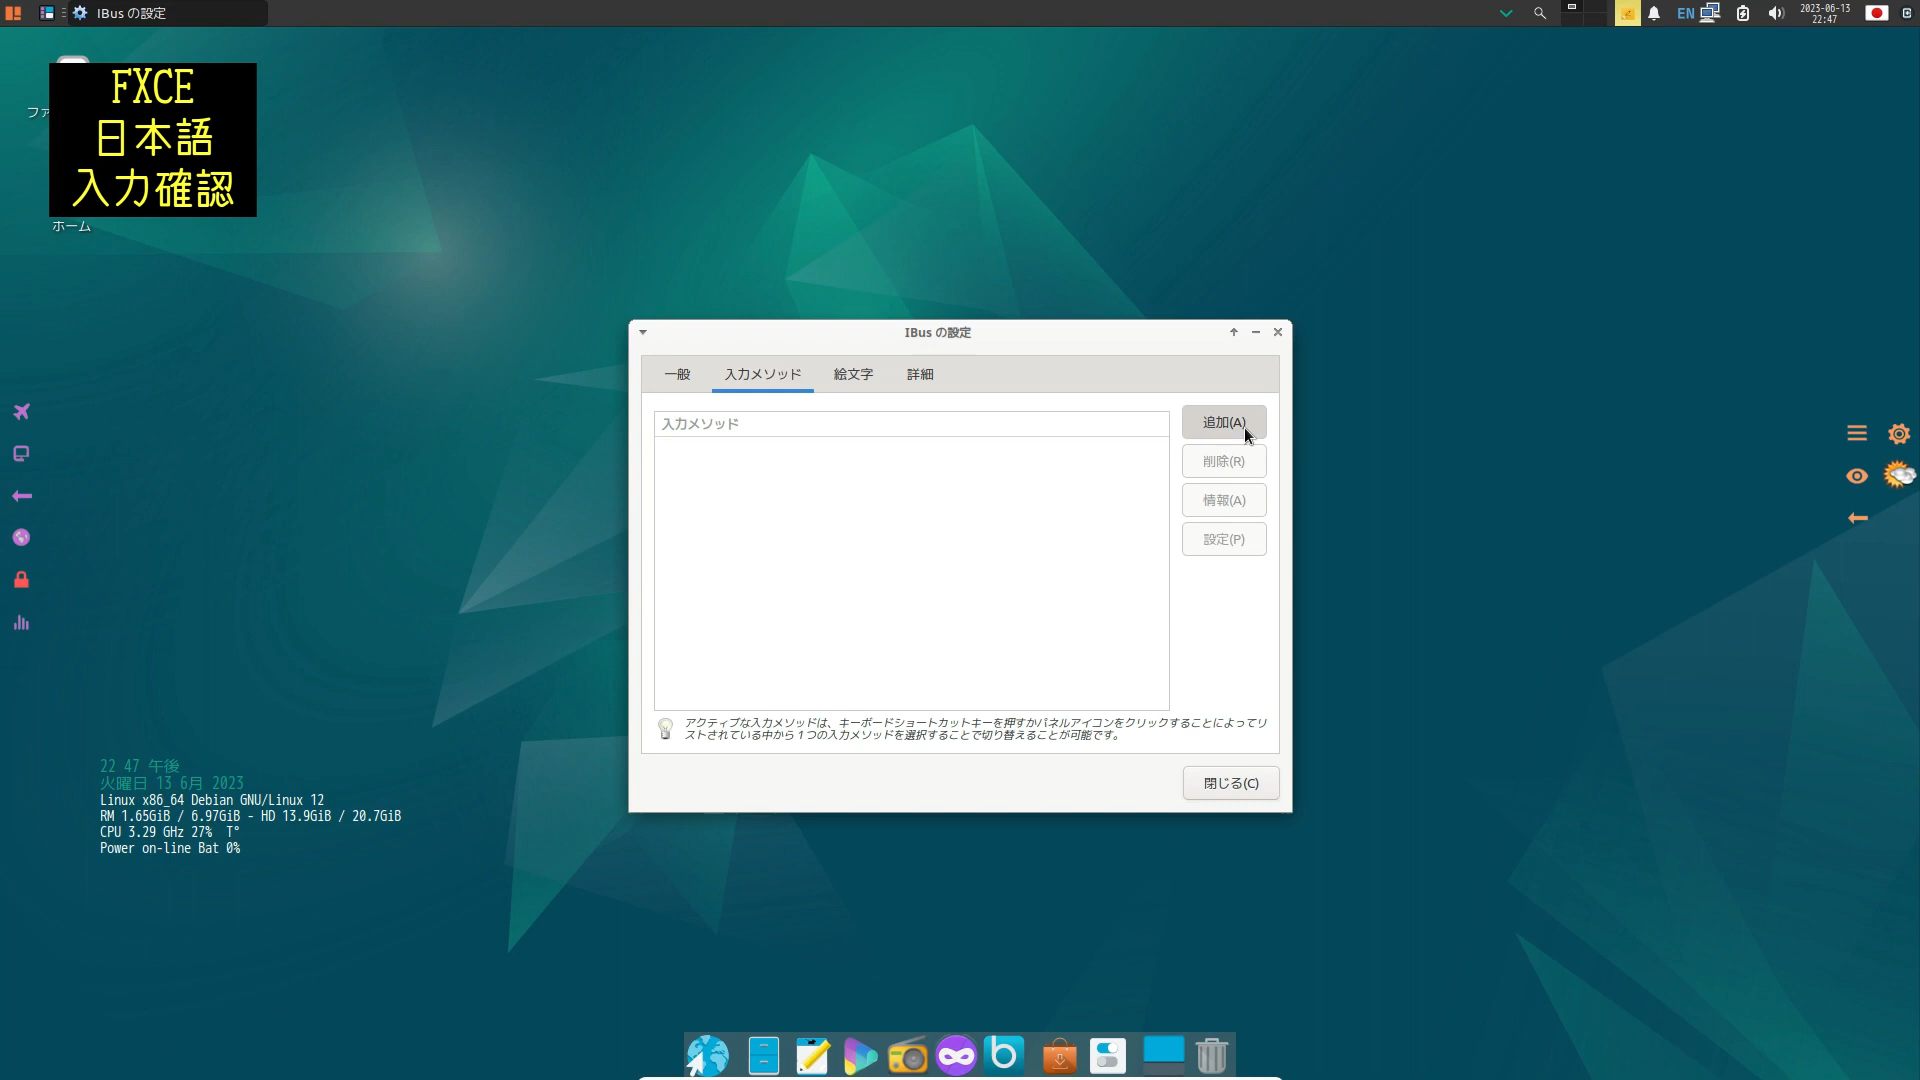 IBus の設定
EN
2023-06-13
22:47
FXCE
日本語
入力確認
ファ
ホーム
IBus の設定
一般
入力メソッド
絵文字
詳細
入力メソッド
追加(A)
削除(R)
情報(A)
設定(P)
アクティブな入力メソッドは、キーボードショートカットキーを押すかパネルアイコンをクリックすることによってリ
ストされている中から１つの入力メソッドを選択することで切り替えることが可能です。
閉じる(C)
22 47 午後
火曜日 13 6月 2023
Linux x86_64 Debian GNU/Linux 12
RM 1.65GiB / 6.97GiB - HD 13.9GiB / 20.7GiB
CPU 3.29 GHz 27% T°
Power on-line Bat 0%